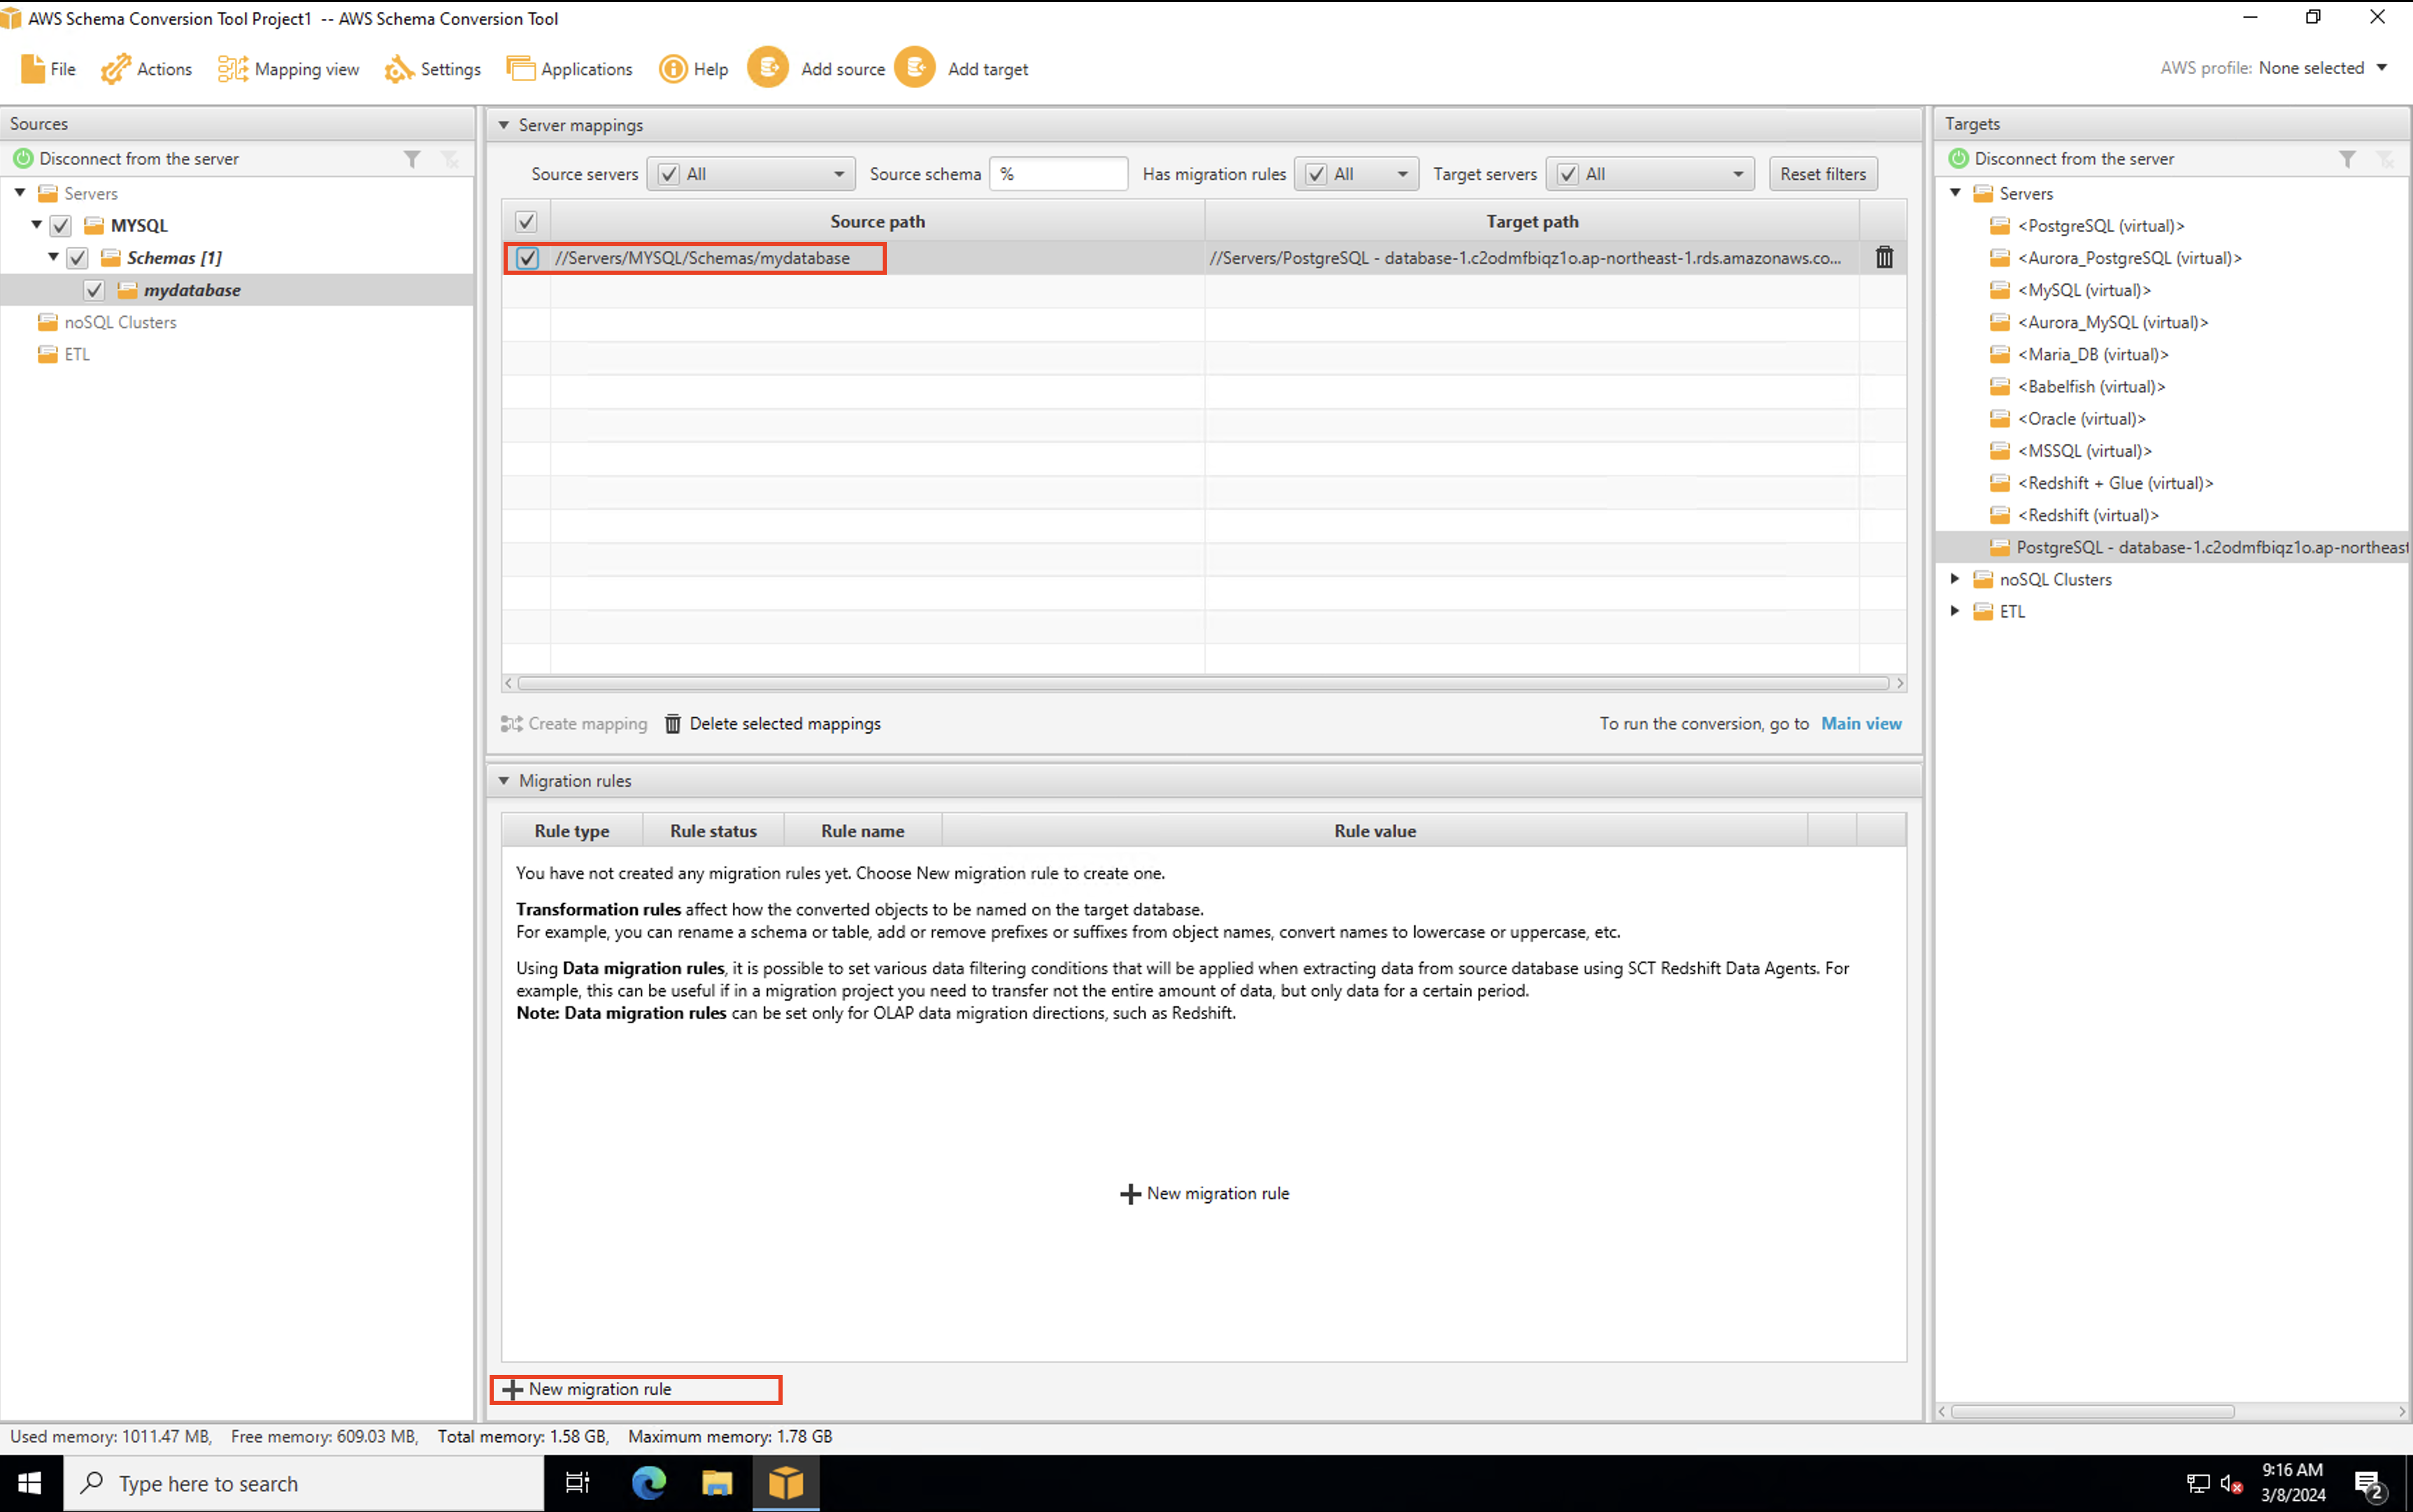 AWS Schema Conversion Tool Project1 -- AWS Schema Conversion Tool
File Actions Mapping view Settings Applications Help Add source Add target AWS profile: None selected
Sources
Disconnect from the server
Servers
MYSQL
Schemas [1]
mydatabase
noSQL Clusters
ETL
Server mappings
Source servers All Source schema % Has migration rules All Target servers All Reset filters
Source path Target path
//Servers/MYSQL/Schemas/mydatabase //Servers/PostgreSQL - database-1.c2odmfbiqz1o.ap-northeast-1.rds.amazonaws.co...
Create mapping Delete selected mappings To run the conversion, go to Main view
Migration rules
Rule type Rule status Rule name Rule value
You have not created any migration rules yet. Choose New migration rule to create one.
Transformation rules affect how the converted objects to be named on the target database.
For example, you can rename a schema or table, add or remove prefixes or suffixes from object names, convert names to lowercase or uppercase, etc.
Using Data migration rules, it is possible to set various data filtering conditions that will be applied when extracting data from source database using SCT Redshift Data Agents. For
example, this can be useful if in a migration project you need to transfer not the entire amount of data, but only data for a certain period.
Note: Data migration rules can be set only for OLAP data migration directions, such as Redshift.
New migration rule
New migration rule
Targets
Disconnect from the server
Servers
<PostgreSQL (virtual)>
<Aurora_PostgreSQL (virtual)>
<MySQL (virtual)>
<Aurora_MySQL (virtual)>
<Maria_DB (virtual)>
<Babelfish (virtual)>
<Oracle (virtual)>
<MSSQL (virtual)>
<Redshift + Glue (virtual)>
<Redshift (virtual)>
PostgreSQL - database-1.c2odmfbiqz1o.ap-northeast
noSQL Clusters
ETL
Used memory: 1011.47 MB, Free memory: 609.03 MB, Total memory: 1.58 GB, Maximum memory: 1.78 GB
Type here to search
9:16 AM
3/8/2024
2